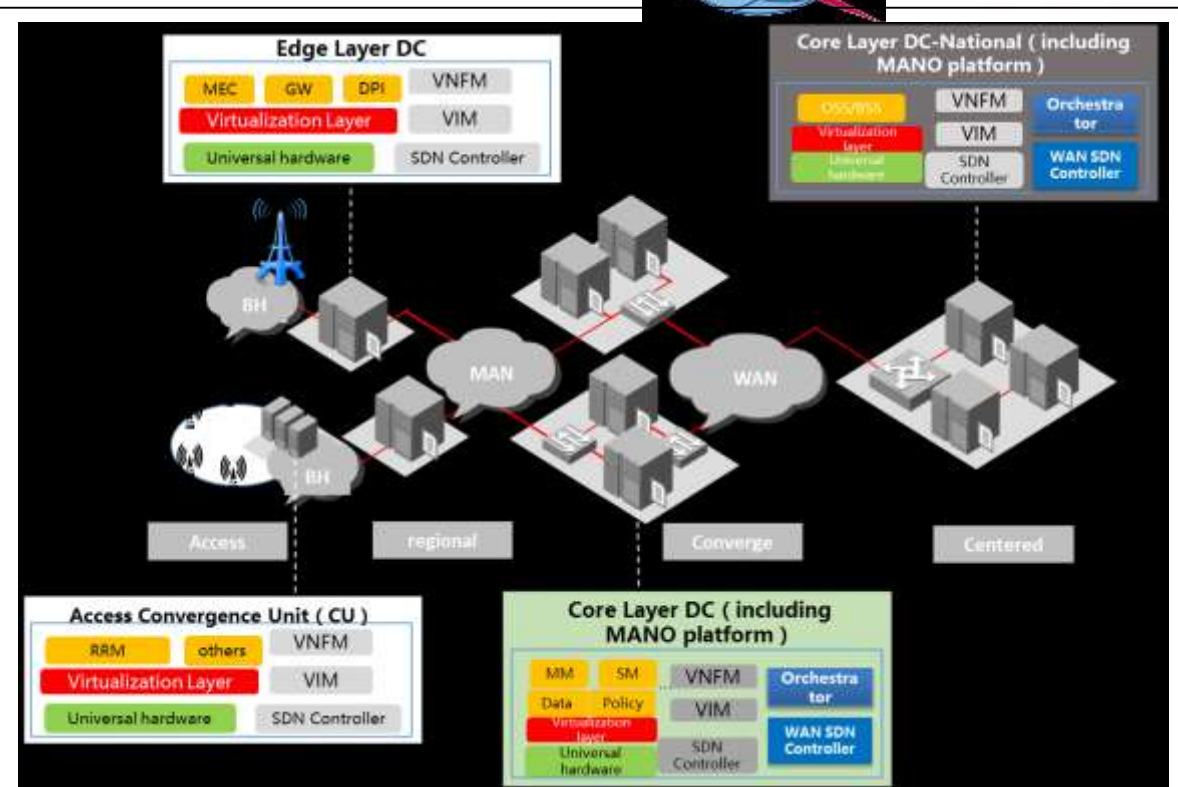 Edge Layer DC
MEC
GW
DPI
VNFM
Virtualization Layer
VIM
Universal hardware
SDN Controller
Core Layer DC-National ( including
MANO platform )
OSS/BSS
VNFM
Orchestra
tor
Virtualization
layer
VIM
Universal
hardware
SDN
Controller
WAN SDN
Controller
BH
MAN
WAN
BH
Access
regional
Converge
Centered
Access Convergence Unit ( CU )
RRM
others
VNFM
Virtualization Layer
VIM
Universal hardware
SDN Controller
Core Layer DC ( including
MANO platform )
MM
SM
...
VNFM
Orchestra
tor
Data
Policy
VIM
Virtualization
layer
WAN SDN
Controller
Universal
hardware
SDN
Controller